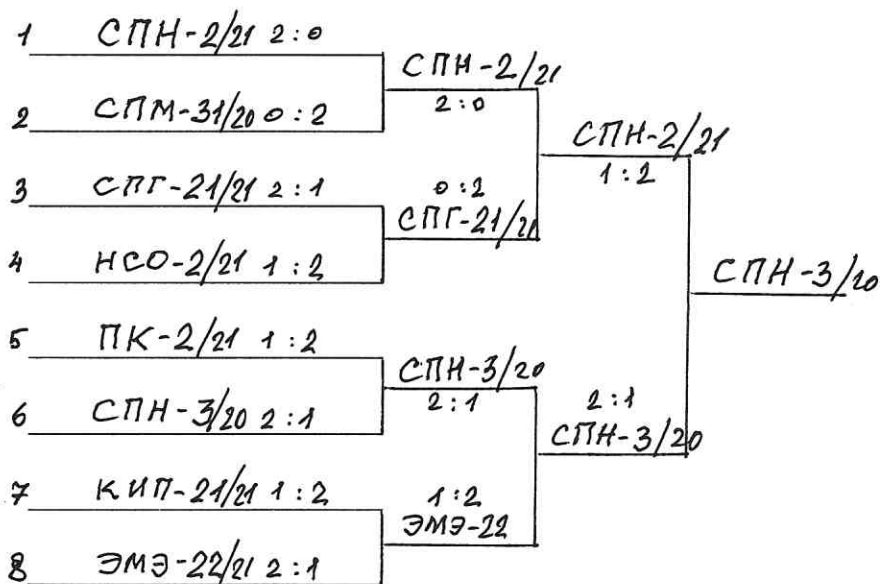 1 СПН-2/21 2:0
СПН-2/21
2:0
2 СПМ-31/20 0:2
СПН-2/21
1:2
3 СПГ-21/21 2:1
0:2
СПГ-21/21
4 НСО-2/21 1:2
СПН-3/20
5 ПК-2/21 1:2
СПН-3/20
2:1
6 СПН-3/20 2:1
2:1
СПН-3/20
7 КИП-21/21 1:2
1:2
ЭМЭ-22
8 ЭМЭ-22/21 2:1